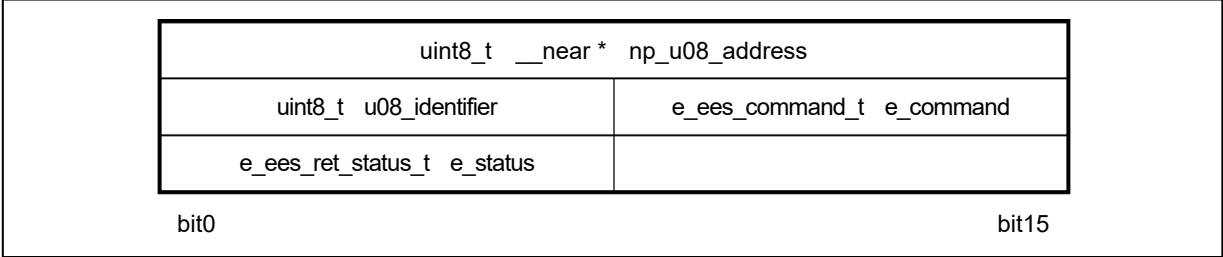 uint8_t __near * np_u08_address
uint8_t u08_identifier e_ees_command_t e_command
e_ees_ret_status_t e_status
bit0 bit15